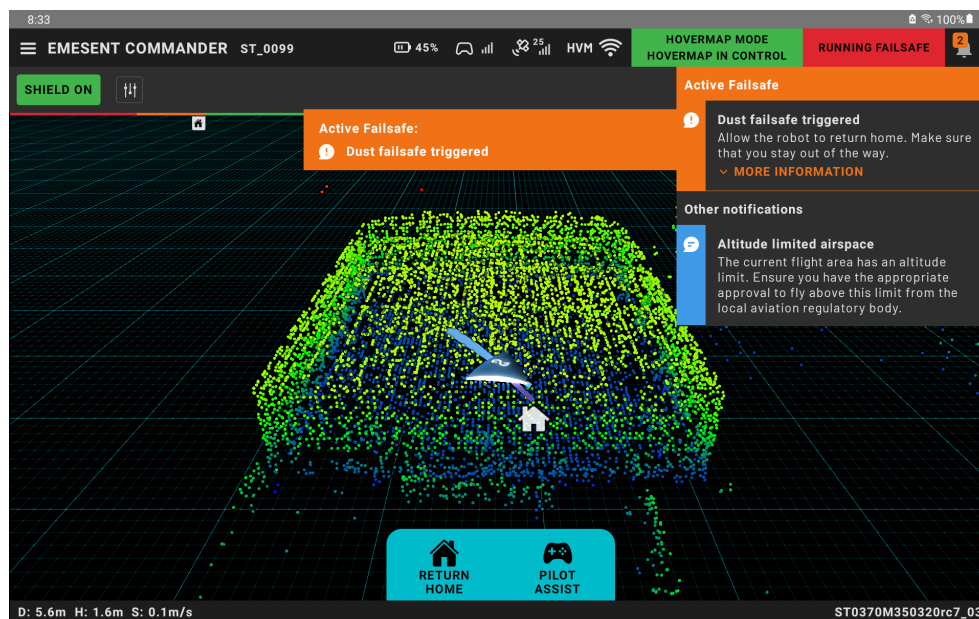 8:33
100%
EMESENT COMMANDER ST_0099
45%
25
HVM
HOVERMAP MODE
HOVERMAP IN CONTROL
RUNNING FAILSAFE
2
SHIELD ON
Active Failsafe:
Dust failsafe triggered
Active Failsafe
Dust failsafe triggered
Allow the robot to return home. Make sure
that you stay out of the way.
MORE INFORMATION
Other notifications
Altitude limited airspace
The current flight area has an altitude
limit. Ensure you have the appropriate
approval to fly above this limit from the
local aviation regulatory body.
RETURN
HOME
PILOT
ASSIST
D: 5.6m H: 1.6m S: 0.1m/s
ST0370M350320rc7_03